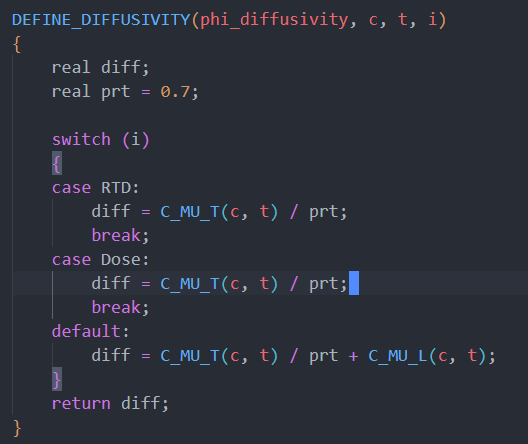 DEFINE_DIFFUSIVITY(phi_diffusivity, c, t, i)
{
    real diff;
    real prt = 0.7;

    switch (i)
    {
    case RTD:
        diff = C_MU_T(c, t) / prt;
        break;
    case Dose:
        diff = C_MU_T(c, t) / prt;
        break;
    default:
        diff = C_MU_T(c, t) / prt + C_MU_L(c, t);
    }
    return diff;
}